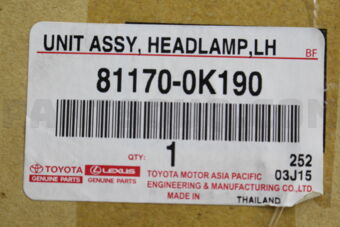 UNIT ASSY, HEADLAMP,LH BF
81170-0K190
QTY: 1 252
03J15
TOYOTA GENUINE PARTS
LEXUS GENUINE PARTS
TOYOTA MOTOR ASIA PACIFIC
ENGINEERING & MANUFACTURING CO.,LTD.
MADE IN THAILAND